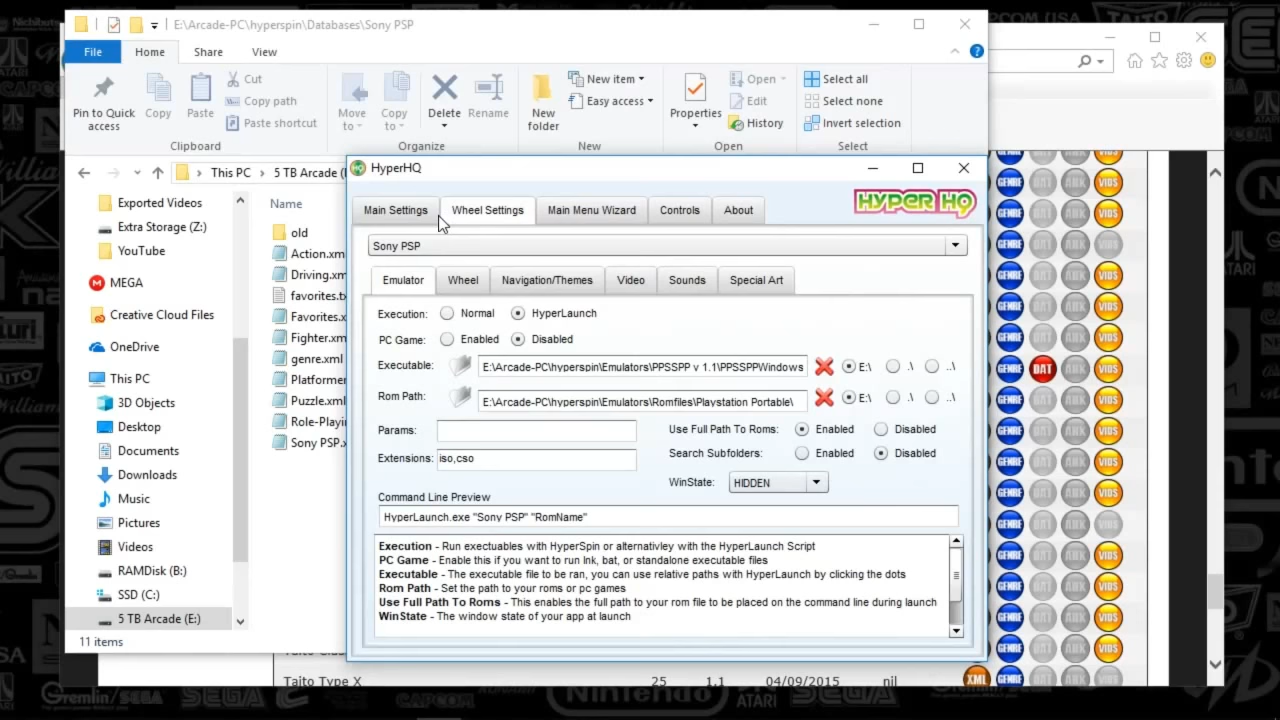 E:\Arcade-PC\hyperspin\Databases\Sony PSP
File Home Share View
Pin to Quick access
Copy
Paste
Cut
Copy path
Paste shortcut
Clipboard
Move to
Copy to
Delete
Rename
Organize
New folder
New item
Easy access
New
Properties
Open
Edit
History
Open
Select all
Select none
Invert selection
Select
This PC > 5 TB Arcade (
Exported Videos
Extra Storage (Z:)
YouTube
MEGA
Creative Cloud Files
OneDrive
This PC
3D Objects
Desktop
Documents
Downloads
Music
Pictures
Videos
RAMDisk (B:)
SSD (C:)
5 TB Arcade (E:)
11 items
Name
old
Action.xm
Driving.xm
favorites.tx
Favorites.x
Fighter.xm
genre.xml
Platformer
Puzzle.xml
Role-Playin
Sony PSP.x
HyperHQ
Main Settings Wheel Settings Main Menu Wizard Controls About
HYPER HQ
Sony PSP
Emulator Wheel Navigation/Themes Video Sounds Special Art
Execution: Normal HyperLaunch
PC Game: Enabled Disabled
Executable: E:\Arcade-PC\hyperspin\Emulators\PPSSPP v 1.1\PPSSPPWindows E:\ .\ ..\
Rom Path: E:\Arcade-PC\hyperspin\Emulators\Romfiles\Playstation Portable\ E:\ .\ ..\
Params: Use Full Path To Roms: Enabled Disabled
Extensions: iso,cso Search Subfolders: Enabled Disabled
WinState: HIDDEN
Command Line Preview
HyperLaunch.exe "Sony PSP" "RomName"
Execution - Run exectuables with HyperSpin or alternativley with the HyperLaunch Script
PC Game - Enable this if you want to run lnk, bat, or standalone executable files
Executable - The executable file to be ran, you can use relative paths with HyperLaunch by clicking the dots
Rom Path - Set the path to your roms or pc games
Use Full Path To Roms - This enables the full path to your rom file to be placed on the command line during launch
WinState - The window state of your app at launch
GENRE DAT ARK VIDS
Taito Type X 25 1.1 04/09/2015 nil XML GENRE DAT ARK VIDS